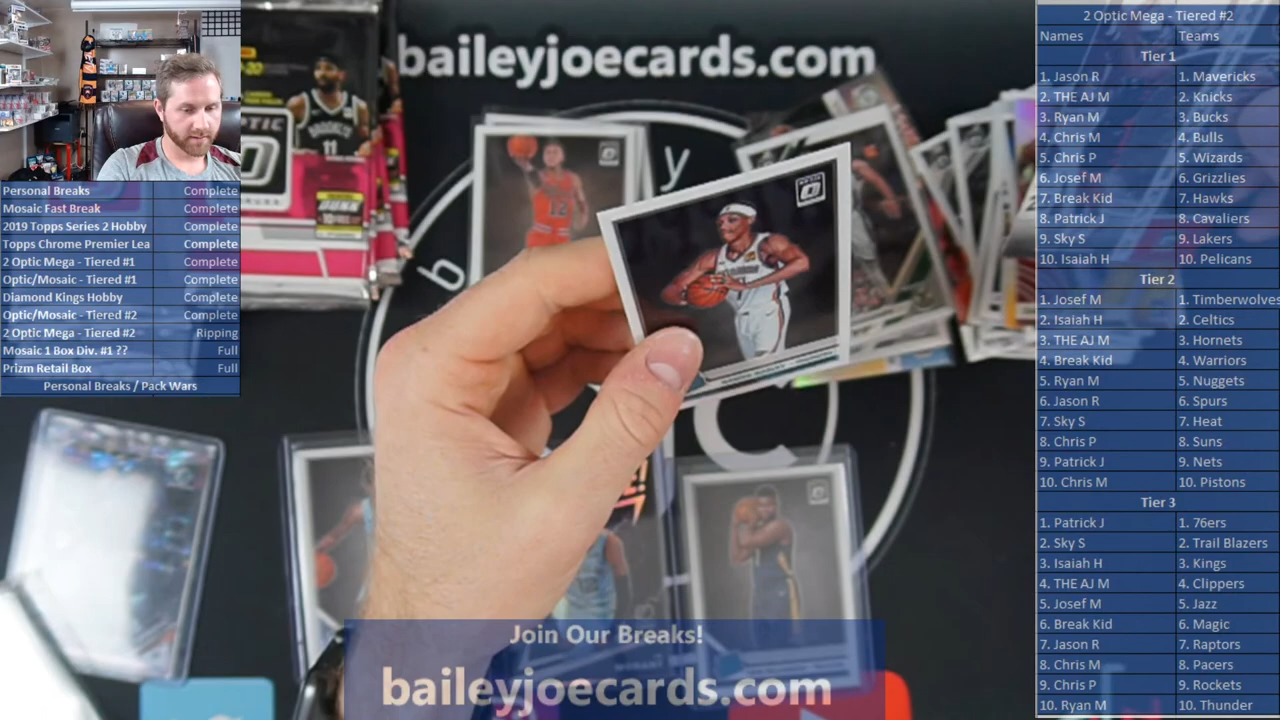 baileyjoecards.com
Personal Breaks Complete
Mosaic Fast Break Complete
2019 Topps Series 2 Hobby Complete
Topps Chrome Premier Lea Complete
2 Optic Mega - Tiered #1 Complete
Optic/Mosaic - Tiered #1 Complete
Diamond Kings Hobby Complete
Optic/Mosaic - Tiered #2 Complete
2 Optic Mega - Tiered #2 Ripping
Mosaic 1 Box Div. #1 ?? Full
Prizm Retail Box Full
Personal Breaks / Pack Wars
BROOKLYN
11
12
y
b
C
OPTIC
Join Our Breaks!
baileyjoecards.com
2 Optic Mega - Tiered #2
Names Teams
Tier 1
1. Jason R 1. Mavericks
2. THE AJ M 2. Knicks
3. Ryan M 3. Bucks
4. Chris M 4. Bulls
5. Chris P 5. Wizards
6. Josef M 6. Grizzlies
7. Break Kid 7. Hawks
8. Patrick J 8. Cavaliers
9. Sky S 9. Lakers
10. Isaiah H 10. Pelicans
Tier 2
1. Josef M 1. Timberwolves
2. Isaiah H 2. Celtics
3. THE AJ M 3. Hornets
4. Break Kid 4. Warriors
5. Ryan M 5. Nuggets
6. Jason R 6. Spurs
7. Sky S 7. Heat
8. Chris P 8. Suns
9. Patrick J 9. Nets
10. Chris M 10. Pistons
Tier 3
1. Patrick J 1. 76ers
2. Sky S 2. Trail Blazers
3. Isaiah H 3. Kings
4. THE AJ M 4. Clippers
5. Josef M 5. Jazz
6. Break Kid 6. Magic
7. Jason R 7. Raptors
8. Chris M 8. Pacers
9. Chris P 9. Rockets
10. Ryan M 10. Thunder